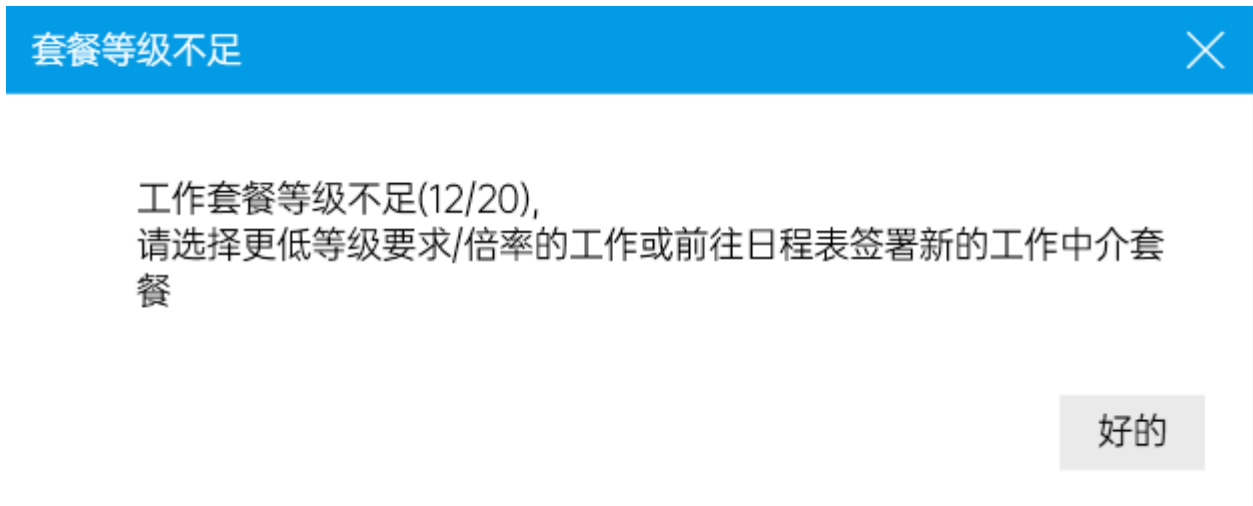 套餐等级不足
工作套餐等级不足(12/20),
请选择更低等级要求/倍率的工作或前往日程表签署新的工作中介套
餐
好的